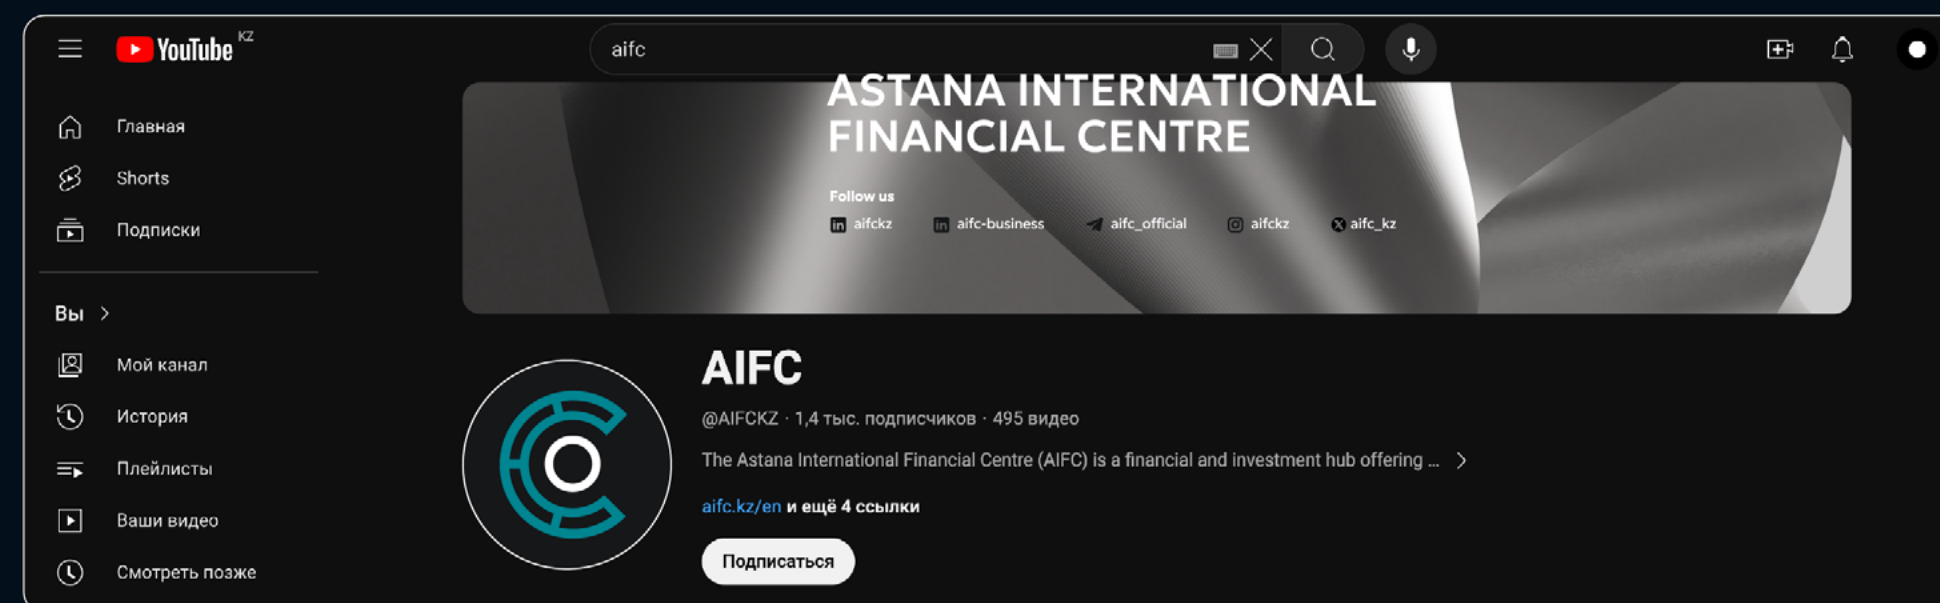 YouTube KZ
aifc
Главная
Shorts
Подписки
Вы
Мой канал
История
Плейлисты
Ваши видео
Смотреть позже
ASTANA INTERNATIONAL
FINANCIAL CENTRE
Follow us
aifckz aifc-business aifc_official aifckz aifc_kz
AIFC
@AIFCKZ · 1,4 тыс. подписчиков · 495 видео
The Astana International Financial Centre (AIFC) is a financial and investment hub offering ...
aifc.kz/en и ещё 4 ссылки
Подписаться